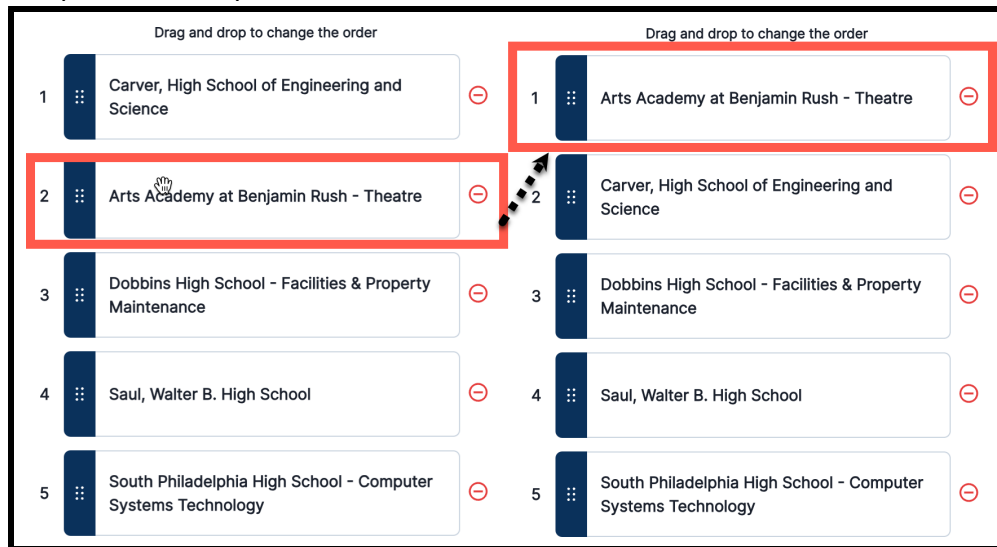 Drag and drop to change the order
1
Carver, High School of Engineering and
Science
2
Arts Academy at Benjamin Rush - Theatre
3
Dobbins High School - Facilities & Property
Maintenance
4
Saul, Walter B. High School
5
South Philadelphia High School - Computer
Systems Technology
Drag and drop to change the order
1
Arts Academy at Benjamin Rush - Theatre
2
Carver, High School of Engineering and
Science
3
Dobbins High School - Facilities & Property
Maintenance
4
Saul, Walter B. High School
5
South Philadelphia High School - Computer
Systems Technology